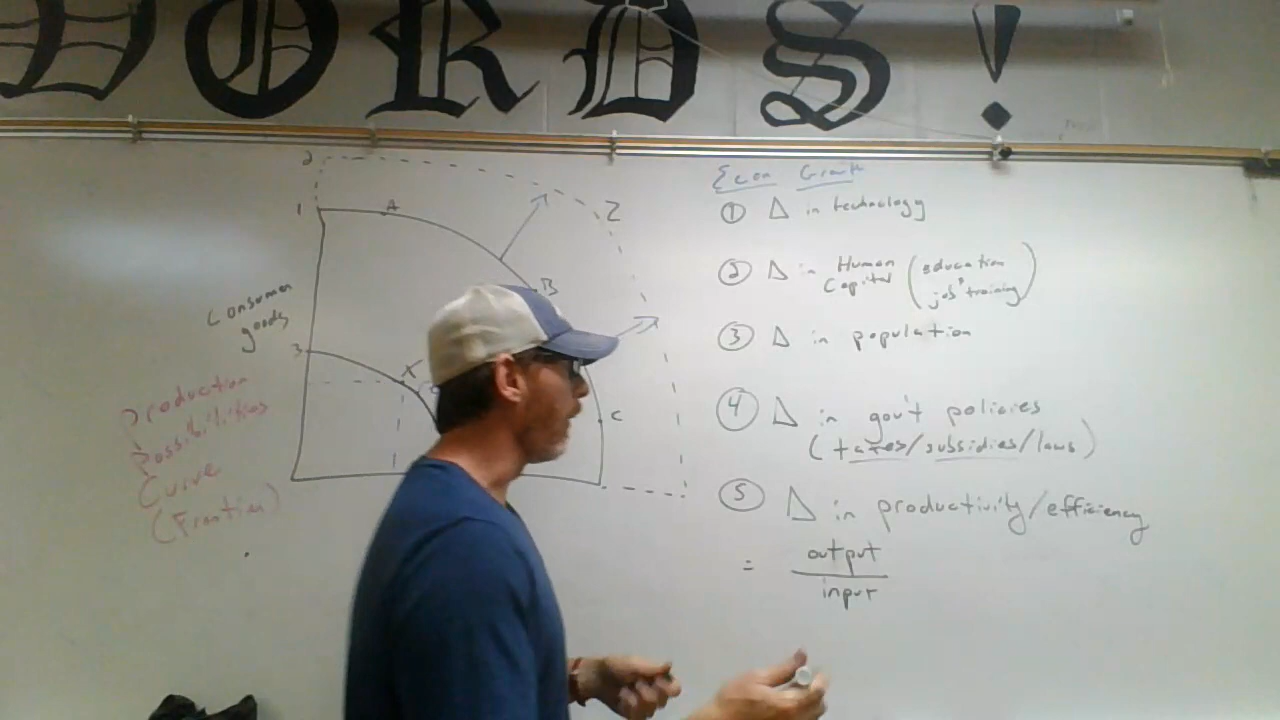 WORDS!
2
1
A
Z
B
Consumer
goods
3
X
C
Production
Possibilities
Curve
(Frontier)
Econ Growth
① Δ in technology
② Δ in Human Capital (education
job training)
③ Δ in population
④ Δ in gov't policies
(taxes/subsidies/laws)
⑤ Δ in productivity/efficiency
= output
input